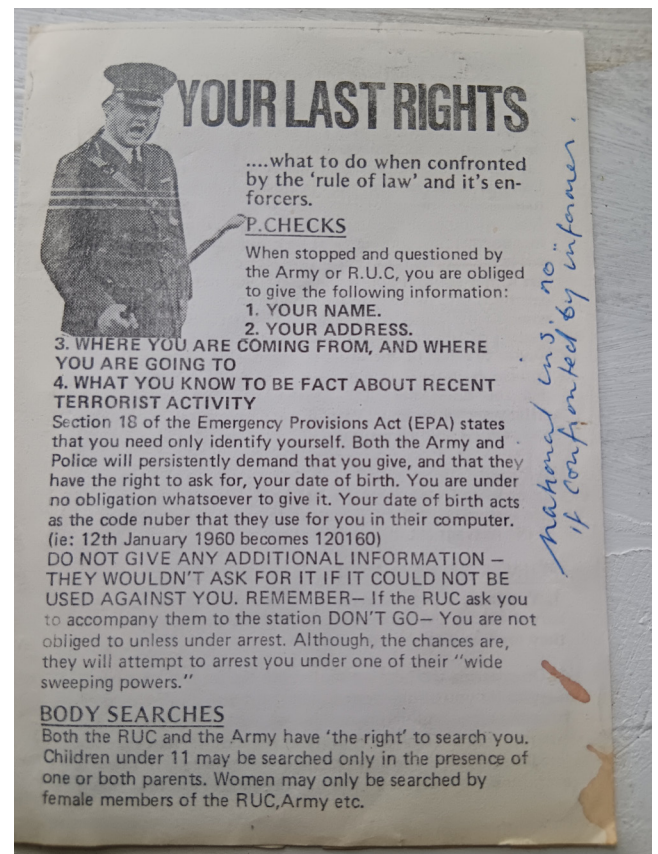 YOUR LAST RIGHTS
....what to do when confronted
by the 'rule of law' and it's en-
forcers.
P.CHECKS
When stopped and questioned by
the Army or R.U.C, you are obliged
to give the following information:
1. YOUR NAME.
2. YOUR ADDRESS.
3. WHERE YOU ARE COMING FROM, AND WHERE
YOU ARE GOING TO
4. WHAT YOU KNOW TO BE FACT ABOUT RECENT
TERRORIST ACTIVITY
Section 18 of the Emergency Provisions Act (EPA) states
that you need only identify yourself. Both the Army and
Police will persistently demand that you give, and that they
have the right to ask for, your date of birth. You are under
no obligation whatsoever to give it. Your date of birth acts
as the code nuber that they use for you in their computer.
(ie: 12th January 1960 becomes 120160)
DO NOT GIVE ANY ADDITIONAL INFORMATION —
THEY WOULDN'T ASK FOR IT IF IT COULD NOT BE
USED AGAINST YOU. REMEMBER— If the RUC ask you
to accompany them to the station DON'T GO— You are not
obliged to unless under arrest. Although, the chances are,
they will attempt to arrest you under one of their "wide
sweeping powers."
BODY SEARCHES
Both the RUC and the Army have 'the right' to search you.
Children under 11 may be searched only in the presence of
one or both parents. Women may only be searched by
female members of the RUC,Army etc.
national ins. no.
if confronted by informer.